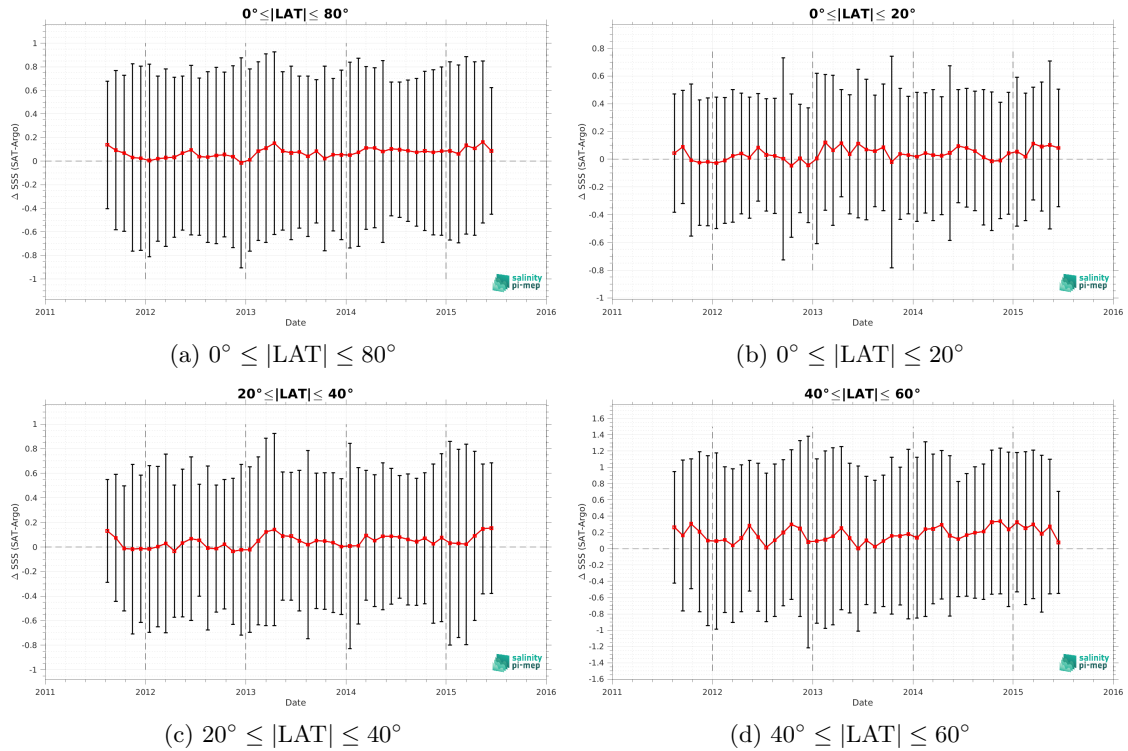 0°≤|LAT|≤ 80°
Δ SSS (SAT-Argo)
1
0.8
0.6
0.4
0.2
0
-0.2
-0.4
-0.6
-0.8
-1
salinity
pi-mep
2011 2012 2013 2014 2015 2016
Date
(a) 0° ≤ |LAT| ≤ 80°
0°≤|LAT|≤ 20°
Δ SSS (SAT-Argo)
0.8
0.6
0.4
0.2
0
-0.2
-0.4
-0.6
-0.8
-1
salinity
pi-mep
2011 2012 2013 2014 2015 2016
Date
(b) 0° ≤ |LAT| ≤ 20°
20°≤|LAT|≤ 40°
Δ SSS (SAT-Argo)
1
0.8
0.6
0.4
0.2
0
-0.2
-0.4
-0.6
-0.8
-1
salinity
pi-mep
2011 2012 2013 2014 2015 2016
Date
(c) 20° ≤ |LAT| ≤ 40°
40°≤|LAT|≤ 60°
Δ SSS (SAT-Argo)
1.6
1.4
1.2
1
0.8
0.6
0.4
0.2
0
-0.2
-0.4
-0.6
-0.8
-1
-1.2
-1.4
-1.6
salinity
pi-mep
2011 2012 2013 2014 2015 2016
Date
(d) 40° ≤ |LAT| ≤ 60°